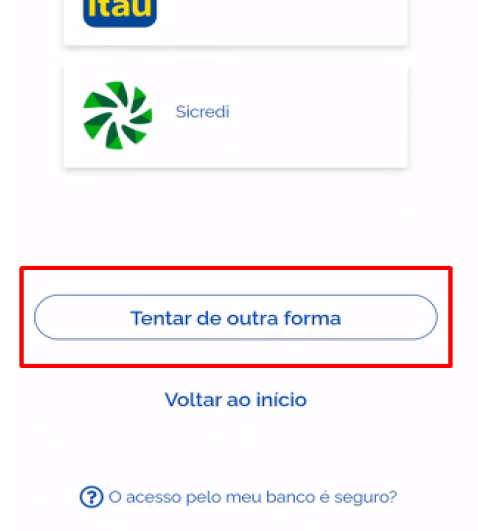 Itaú
Sicredi
Tentar de outra forma
Voltar ao início
? O acesso pelo meu banco é seguro?